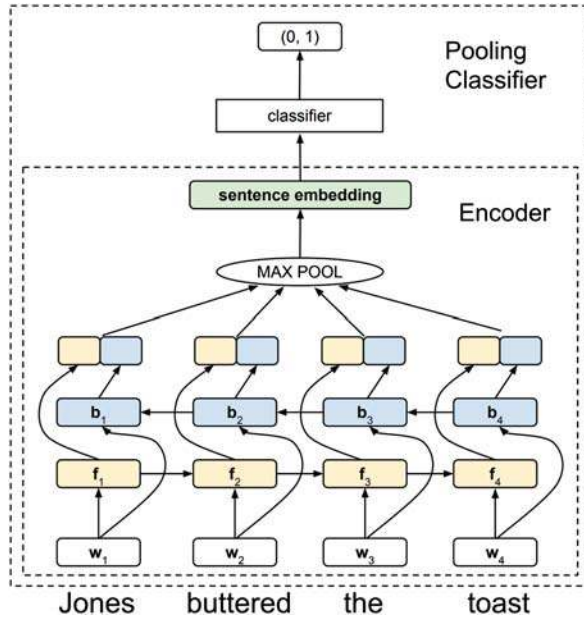 (0, 1)
Pooling
Classifier
classifier
sentence embedding
Encoder
MAX POOL
b₁ b₂ b₃ b₄
f₁ f₂ f₃ f₄
w₁ w₂ w₃ w₄
Jones buttered the toast